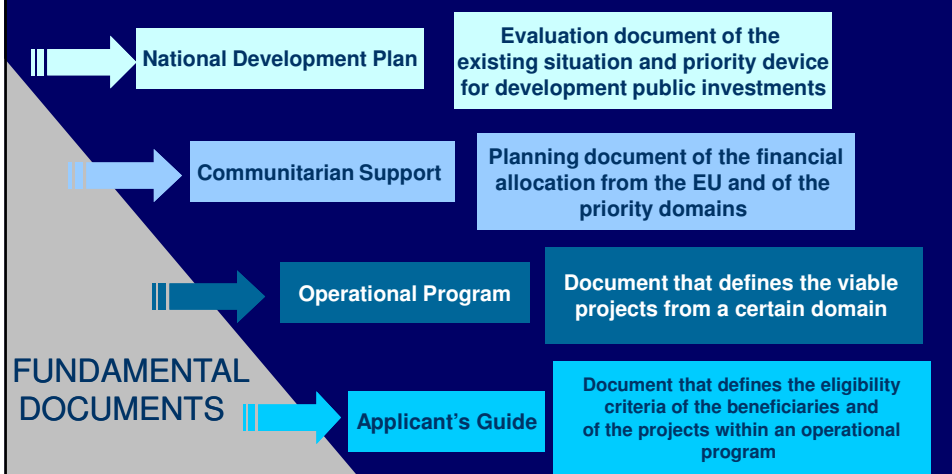 National Development Plan
Evaluation document of the
existing situation and priority device
for development public investments
Communitarian Support
Planning document of the financial
allocation from the EU and of the
priority domains
Operational Program
Document that defines the viable
projects from a certain domain
FUNDAMENTAL
DOCUMENTS
Applicant's Guide
Document that defines the eligibility
criteria of the beneficiaries and
of the projects within an operational
program